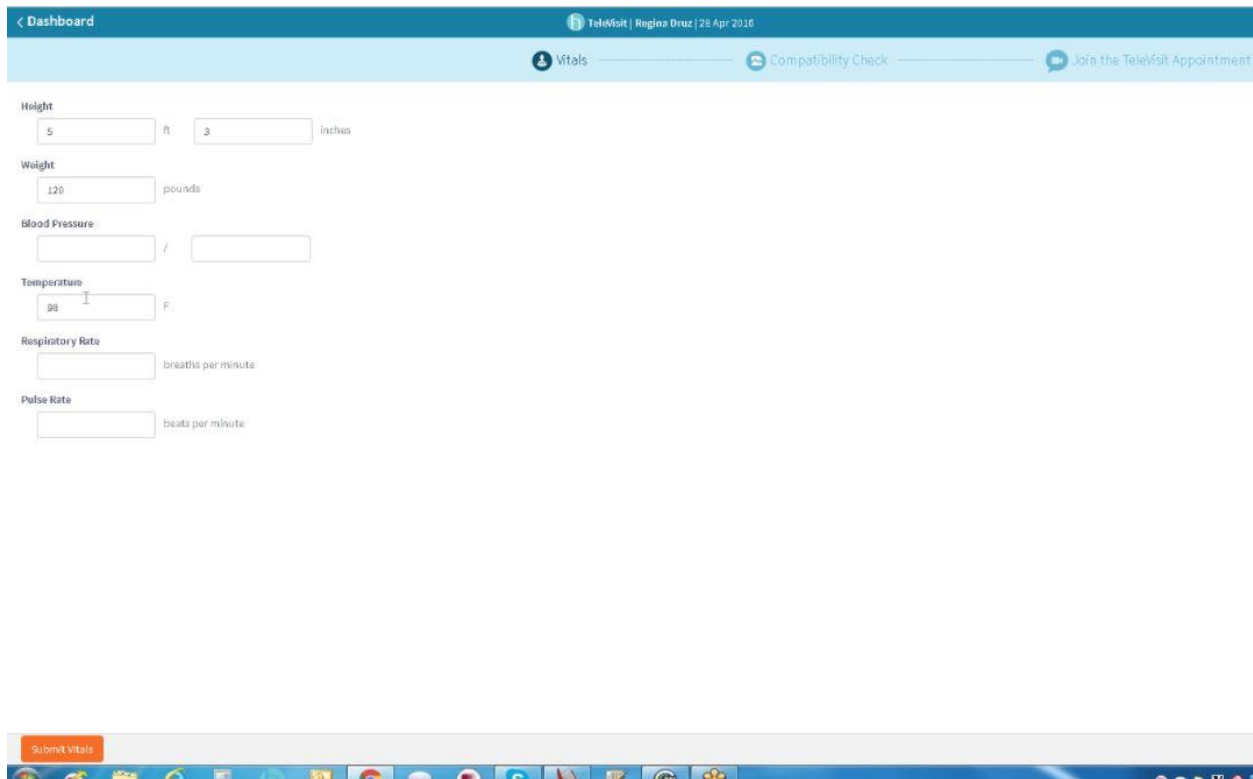 < Dashboard
TeleVisit | Regina Druz | 28 Apr 2016
Vitals
Compatibility Check
Join the TeleVisit Appointment
Height
5 ft 3 inches
Weight
120 pounds
Blood Pressure
/
Temperature
98 F
Respiratory Rate
breaths per minute
Pulse Rate
beats per minute
Submit Vitals